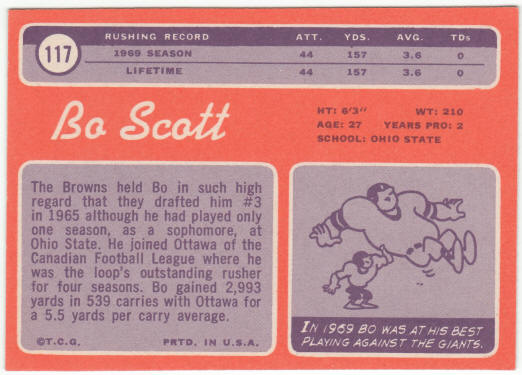 117
RUSHING RECORD ATT. YDS. AVG. TDs
1969 SEASON 44 157 3.6 0
LIFETIME 44 157 3.6 0
Bo Scott
HT: 6'3" WT: 210
AGE: 27 YEARS PRO: 2
SCHOOL: OHIO STATE
The Browns held Bo in such high
regard that they drafted him #3
in 1965 although he had played only
one season, as a sophomore, at
Ohio State. He joined Ottawa of the
Canadian Football League where he
was the loop's outstanding rusher
for four seasons. Bo gained 2,993
yards in 539 carries with Ottawa for
a 5.5 yards per carry average.
©T.C.G. PRTD. IN U.S.A.
IN 1969 BO WAS AT HIS BEST
PLAYING AGAINST THE GIANTS.